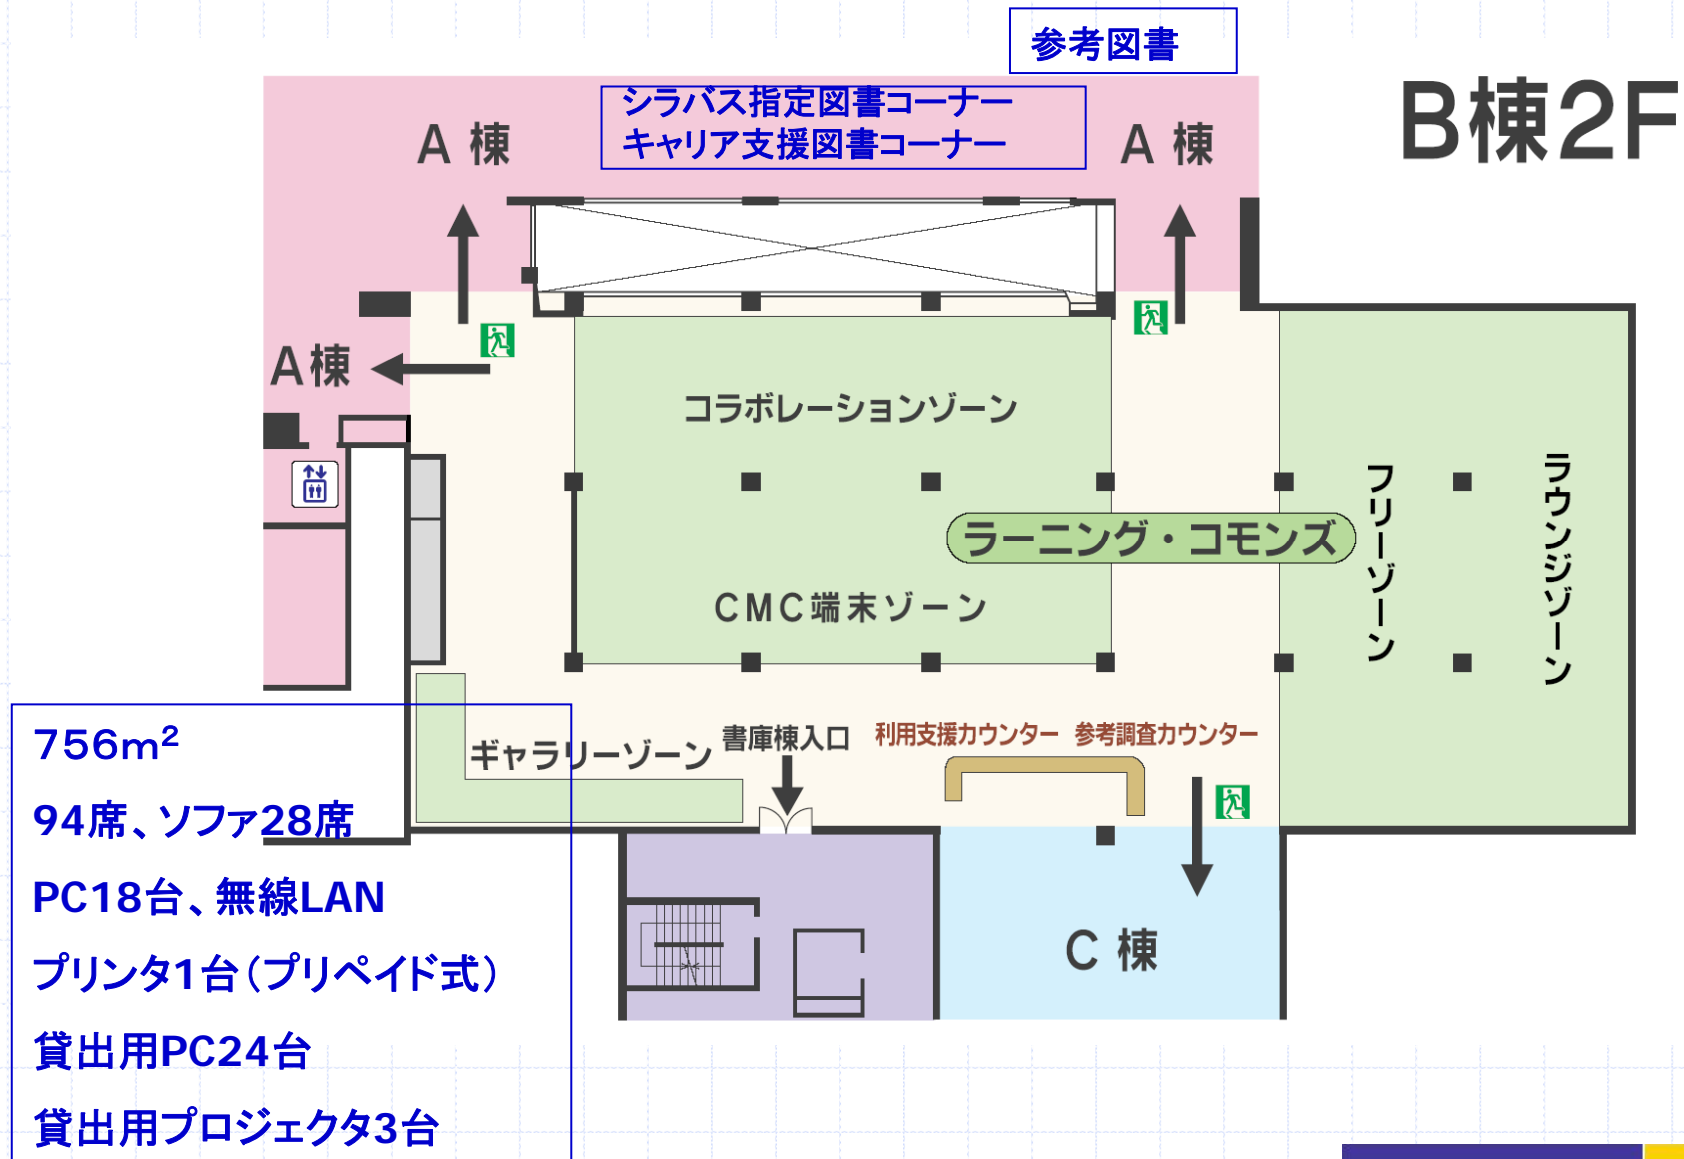 参考図書
B棟2F
シラバス指定図書コーナー
キャリア支援図書コーナー
A 棟
A 棟
A棟
コラボレーションゾーン
ラーニング・コモンズ
フリーゾーン
ラウンジゾーン
CMC端末ゾーン
ギャラリーゾーン
書庫棟入口
利用支援カウンター
参考調査カウンター
C 棟
756m²
94席、ソファ28席
PC18台、無線LAN
プリンタ1台(プリペイド式)
貸出用PC24台
貸出用プロジェクタ3台